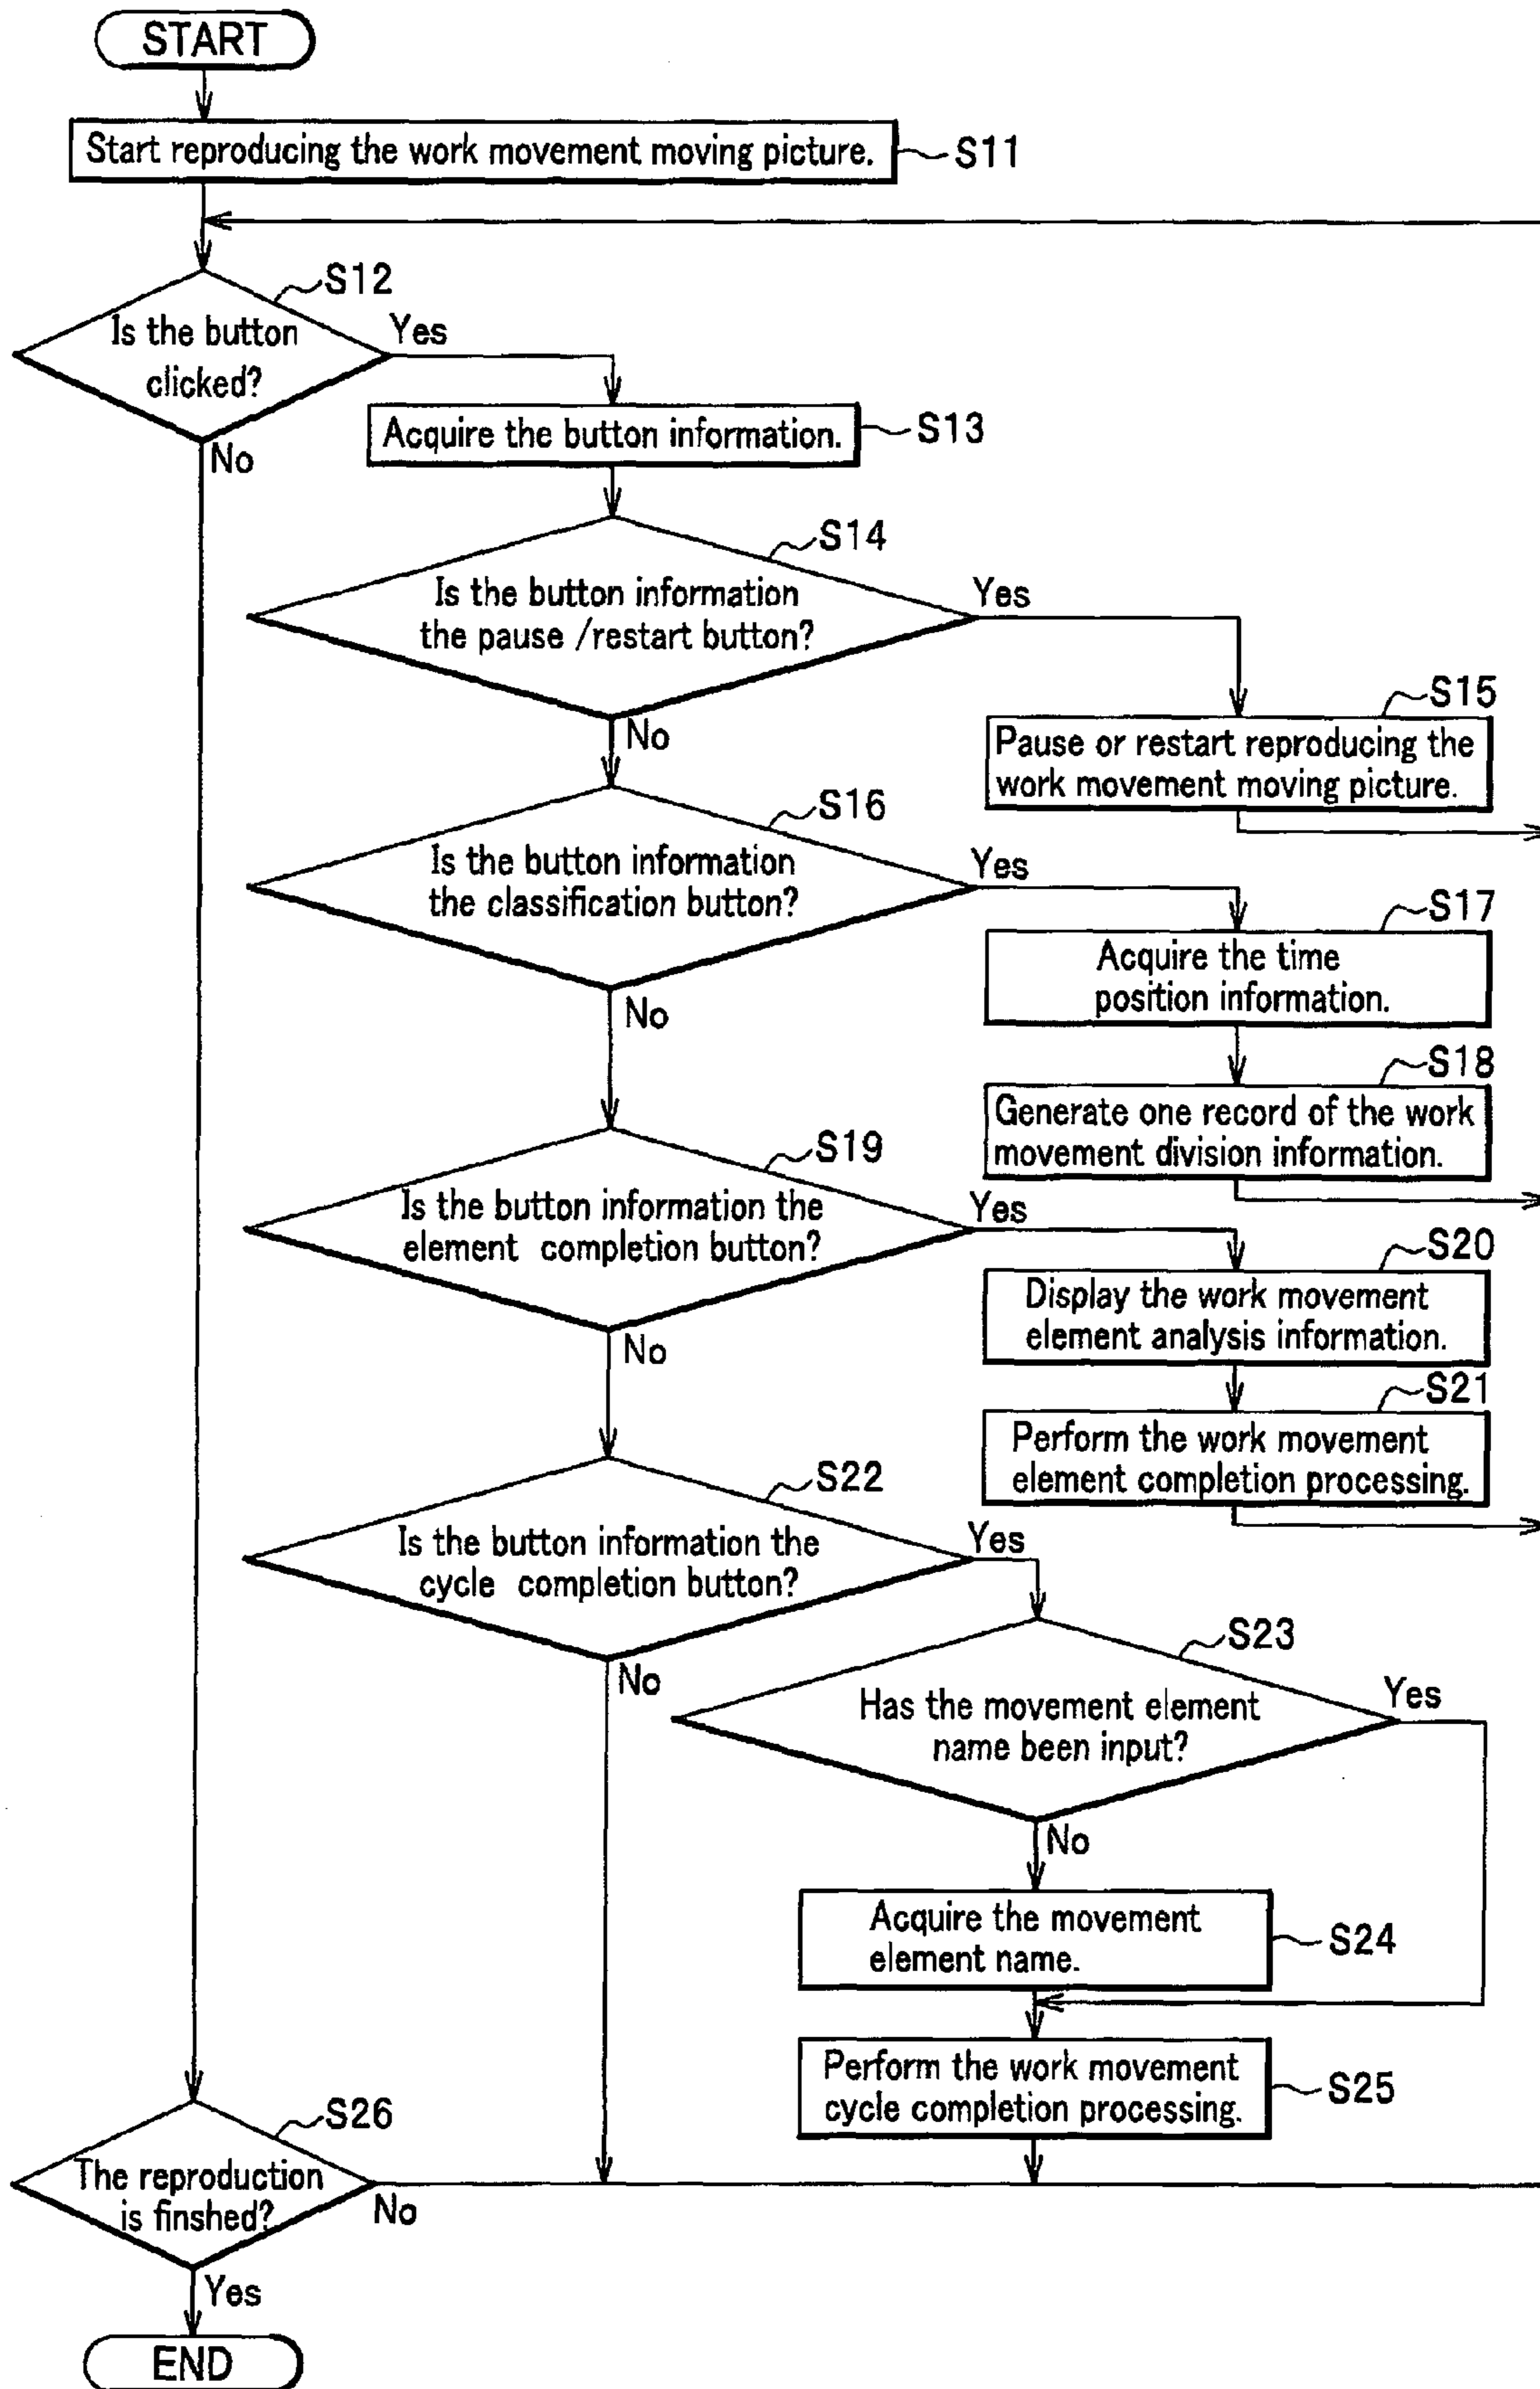 START
Start reproducing the work movement moving picture.
S11
S12
Is the button
clicked?
Yes
No
Acquire the button information.
S13
S14
Is the button information
the pause /restart button?
Yes
No
S15
Pause or restart reproducing the
work movement moving picture.
S16
Is the button information
the classification button?
Yes
No
S17
Acquire the time
position information.
S18
Generate one record of the work
movement division information.
S19
Is the button information the
element completion button?
Yes
No
S20
Display the work movement
element analysis information.
S21
Perform the work movement
element completion processing.
S22
Is the button information the
cycle completion button?
Yes
No
S23
Has the movement element
name been input?
Yes
No
Acquire the movement
element name.
S24
Perform the work movement
cycle completion processing.
S25
S26
The reproduction
is finshed?
No
Yes
END